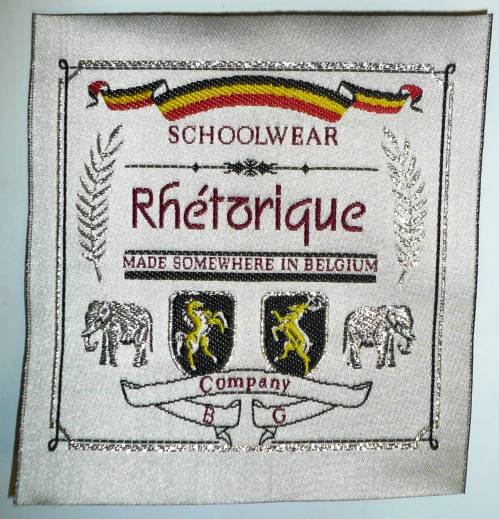 SCHOOLWEAR
Rhétorique
MADE SOMEWHERE IN BELGIUM
Company
B G